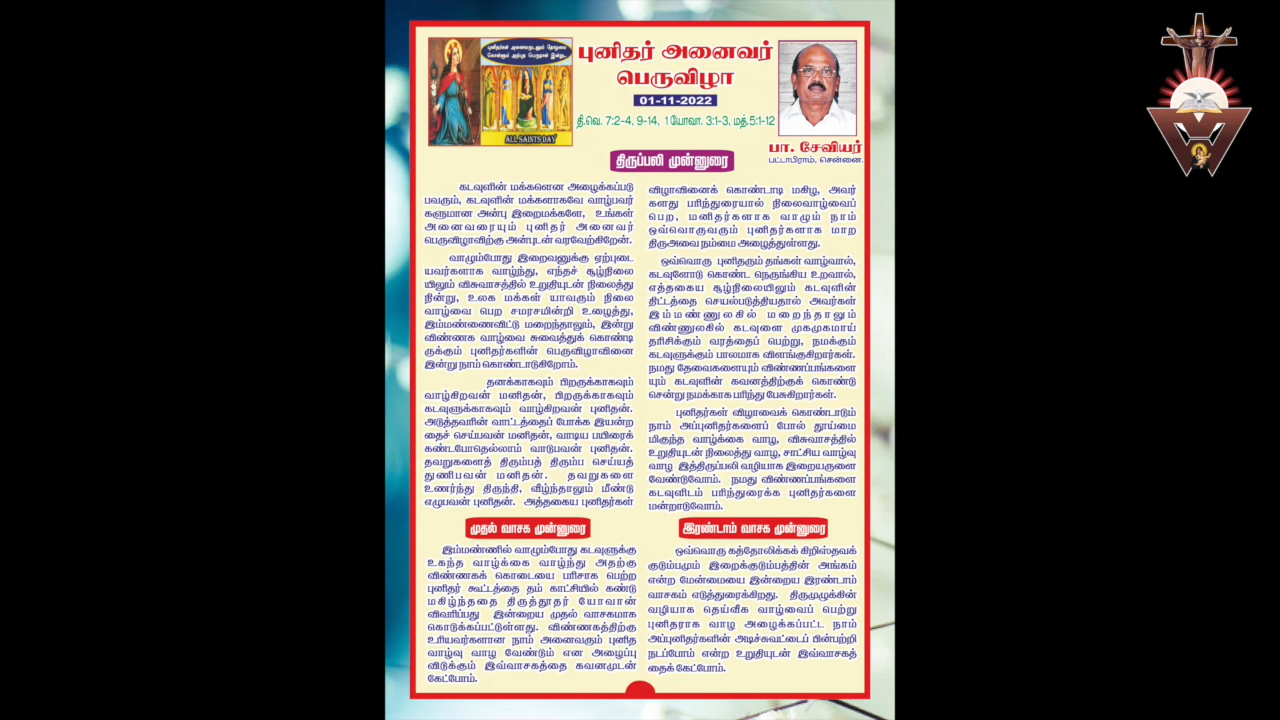 புனிதர்கள் அனைவருடனும் தோழமை
கொள்ளும் அற்புத பெருநாள் இன்று..
ALL SAINTS DAY
புனிதர் அனைவர்
பெருவிழா
01-11-2022
தி.வெ. 7:2-4, 9-14, 1 யோவா. 3:1-3, மத்.5:1-12
பா. சேவியர்
பட்டாபிராம், சென்னை.
திருப்பலி முன்னுரை
கடவுளின் மக்களென அழைக்கப்படு
பவரும், கடவுளின் மக்களாகவே வாழ்பவர்
களுமான அன்பு இறைமக்களே, உங்கள்
அனைவரையும் புனிதர் அனைவர்
பெருவிழாவிற்கு அன்புடன் வரவேற்கிறேன்.
வாழும்போது இறைவனுக்கு ஏற்புடை
யவர்களாக வாழ்ந்து, எந்தச் சூழ்நிலை
யிலும் விசுவாசத்தில் உறுதியுடன் நிலைத்து
நின்று, உலக மக்கள் யாவரும் நிலை
வாழ்வை பெற சமரசமின்றி உழைத்து,
இம்மண்ணைவிட்டு மறைந்தாலும், இன்று
விண்ணக வாழ்வை சுவைத்துக் கொண்டி
ருக்கும் புனிதர்களின் பெருவிழாவினை
இன்று நாம் கொண்டாடுகிறோம்.
தனக்காகவும் பிறருக்காகவும்
வாழ்கிறவன் மனிதன், பிறருக்காகவும்
கடவுளுக்காகவும் வாழ்கிறவன் புனிதன்.
அடுத்தவரின் வாட்டத்தைப் போக்க இயன்ற
தைச் செய்பவன் மனிதன், வாடிய பயிரைக்
கண்டபோதெல்லாம் வாடுபவன் புனிதன்.
தவறுகளைத் திரும்பத் திரும்ப செய்யத்
துணிபவன் மனிதன். தவறுகளை
உணர்ந்து திருந்தி, வீழ்ந்தாலும் மீண்டு
எழுபவன் புனிதன். அத்தகைய புனிதர்கள்
விழாவினைக் கொண்டாடி மகிழ, அவர்
களது பரிந்துரையால் நிலைவாழ்வைப்
பெற, மனிதர்களாக வாழும் நாம்
ஒவ்வொருவரும் புனிதர்களாக மாற
திருஅவை நம்மை அழைத்துள்ளது.
ஒவ்வொரு புனிதரும் தங்கள் வாழ்வால்,
கடவுளோடு கொண்ட நெருங்கிய உறவால்,
எத்தகைய சூழ்நிலையிலும் கடவுளின்
திட்டத்தை செயல்படுத்தியதால் அவர்கள்
இம்மண்ணுலகில் மறைந்தாலும்
விண்ணுலகில் கடவுளை முகமுகமாய்
தரிசிக்கும் வரத்தைப் பெற்று, நமக்கும்
கடவுளுக்கும் பாலமாக விளங்குகிறார்கள்.
நமது தேவைகளையும் விண்ணப்பங்களை
யும் கடவுளின் கவனத்திற்குக் கொண்டு
சென்று நமக்காக பரிந்து பேசுகிறார்கள்.
புனிதர்கள் விழாவைக் கொண்டாடும்
நாம் அப்புனிதர்களைப் போல் தூய்மை
மிகுந்த வாழ்க்கை வாழ, விசுவாசத்தில்
உறுதியுடன் நிலைத்து வாழ, சாட்சிய வாழ்வு
வாழ இத்திருப்பலி வழியாக இறையருளை
வேண்டுவோம். நமது விண்ணப்பங்களை
கடவுளிடம் பரிந்துரைக்க புனிதர்களை
மன்றாடுவோம்.
முதல் வாசக முன்னுரை
இம்மண்ணில் வாழும்போது கடவுளுக்கு
உகந்த வாழ்க்கை வாழ்ந்து அதற்கு
விண்ணகக் கொடையை பரிசாக பெற்ற
புனிதர் கூட்டத்தை தம் காட்சியில் கண்டு
மகிழ்ந்ததை திருத்தூதர் யோவான்
விவரிப்பது இன்றைய முதல் வாசகமாக
கொடுக்கப்பட்டுள்ளது. விண்ணகத்திற்கு
உரியவர்களான நாம் அனைவரும் புனித
வாழ்வு வாழ வேண்டும் என அழைப்பு
விடுக்கும் இவ்வாசகத்தை கவனமுடன்
கேட்போம்.
இரண்டாம் வாசக முன்னுரை
ஒவ்வொரு கத்தோலிக்கக் கிறிஸ்தவக்
குடும்பமும் இறைக்குடும்பத்தின் அங்கம்
என்ற மேன்மையை இன்றைய இரண்டாம்
வாசகம் எடுத்துரைக்கிறது. திருமுழுக்கின்
வழியாக தெய்வீக வாழ்வைப் பெற்று
புனிதராக வாழ அழைக்கப்பட்ட நாம்
அப்புனிதர்களின் அடிச்சுவட்டைப் பின்பற்றி
நடப்போம் என்ற உறுதியுடன் இவ்வாசகத்
தைக் கேட்போம்.